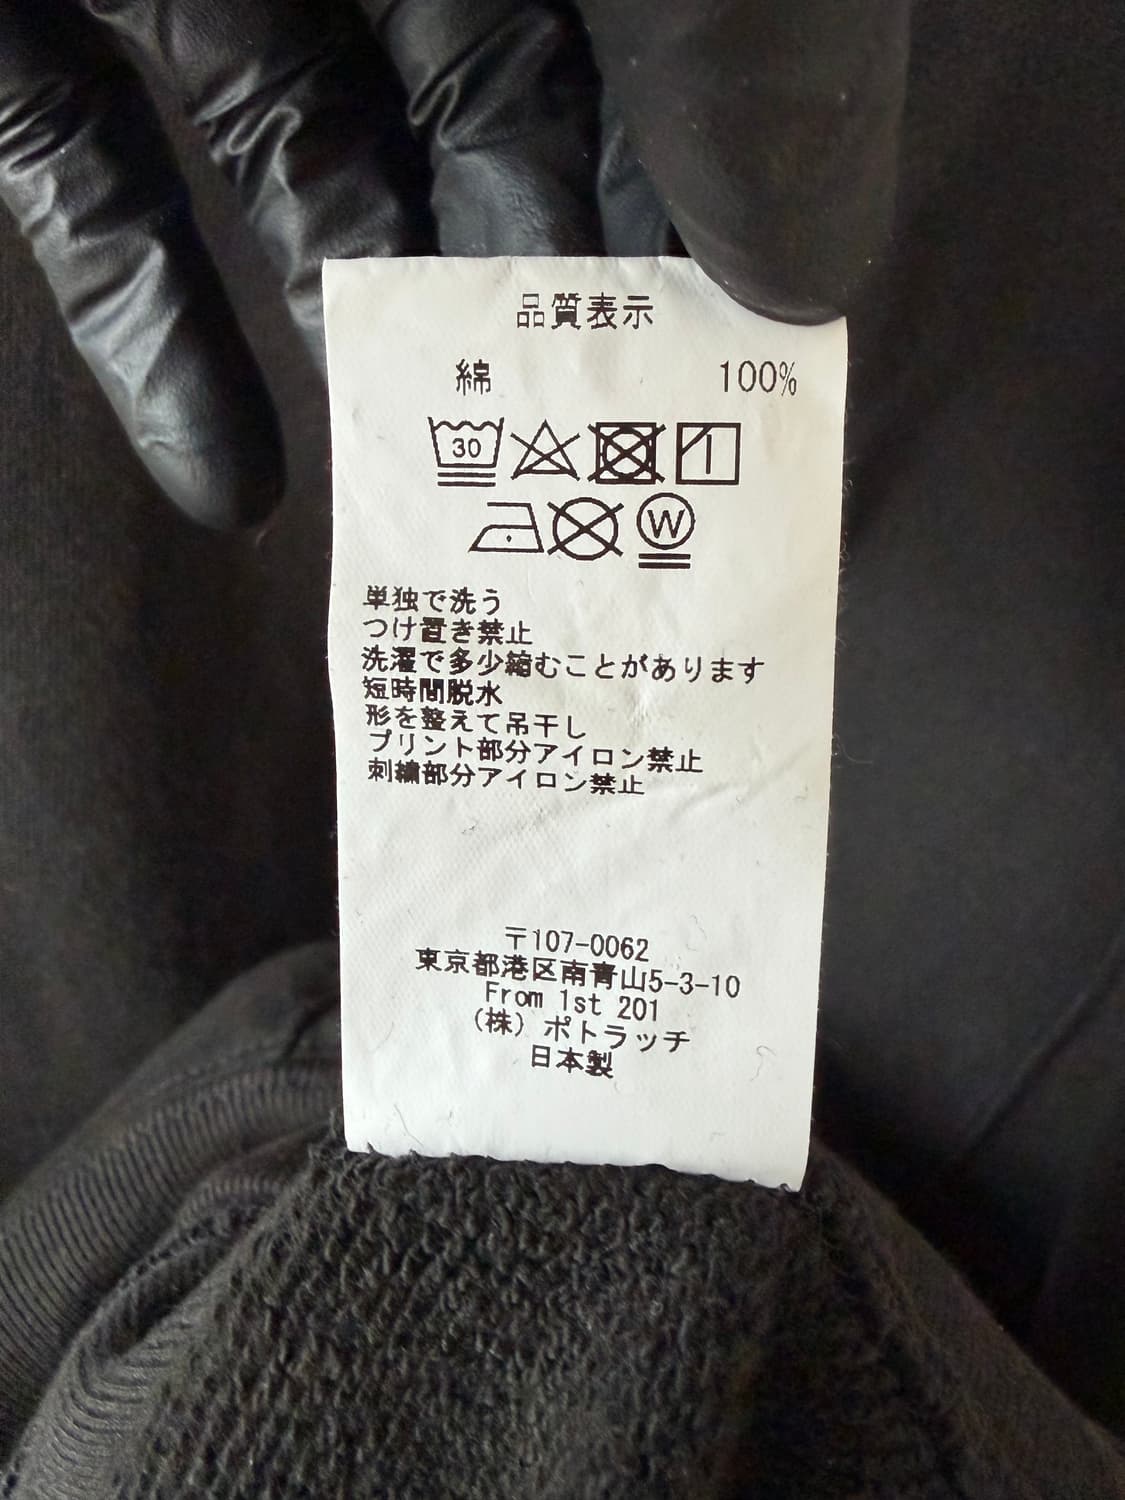 品質表示
綿 100%
30
W
単独で洗う
つけ置き禁止
洗濯で多少縮むことがあります
短時間脱水
形を整えて吊干し
プリント部分アイロン禁止
刺繍部分アイロン禁止
〒107-0062
東京都港区南青山5-3-10
From 1st 201
(株) ポトラッチ
日本製